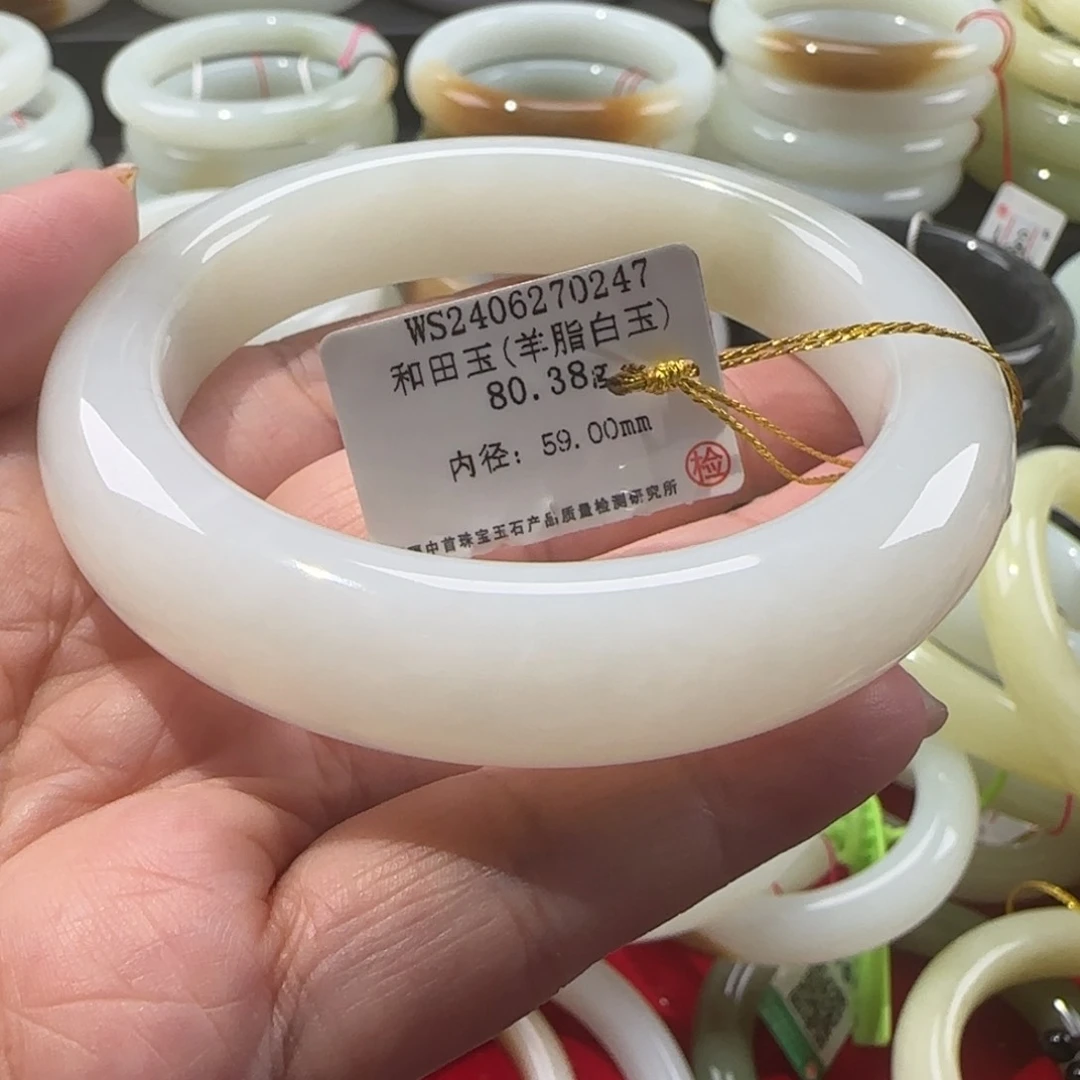 WS2406270247
和田玉(羊脂白玉)
80.38g
内径: 59.00mm
检
中首珠宝玉石产品质量检测研究所